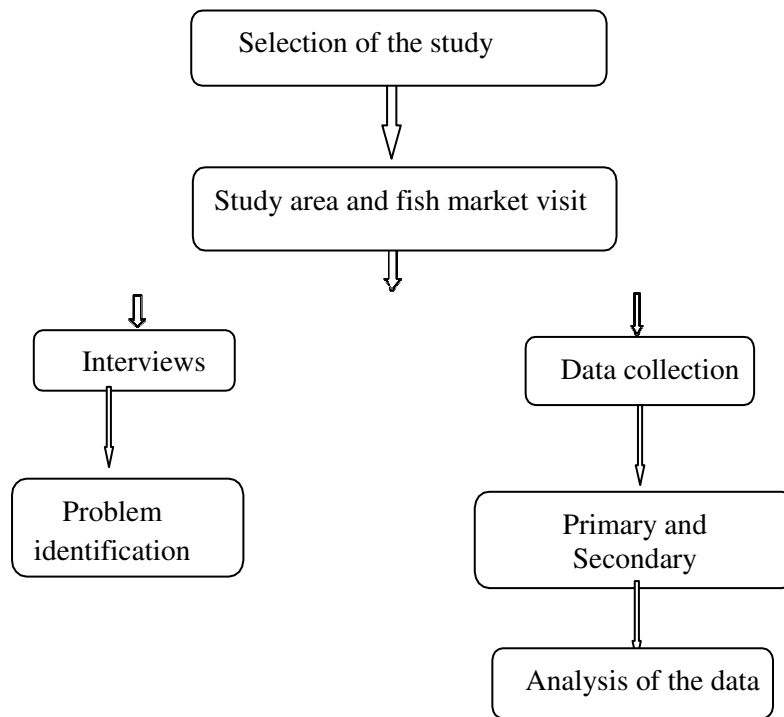 Selection of the study
Study area and fish market visit
Interviews
Data collection
Problem
identification
Primary and
Secondary
Analysis of the data